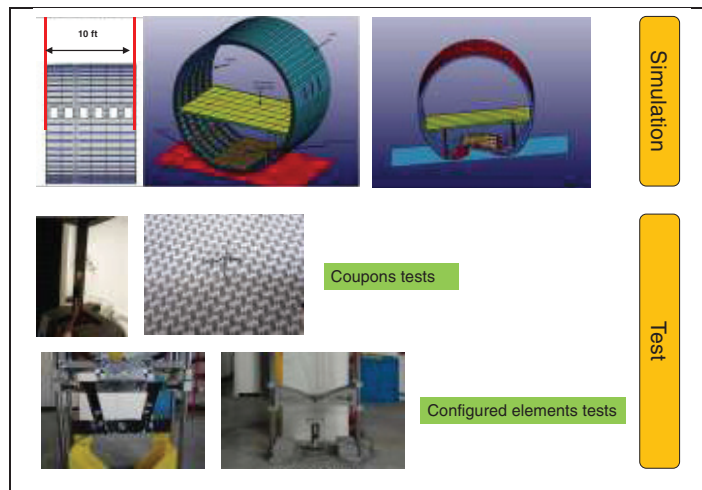 10 ft
Simulation
Coupons tests
Test
Configured elements tests